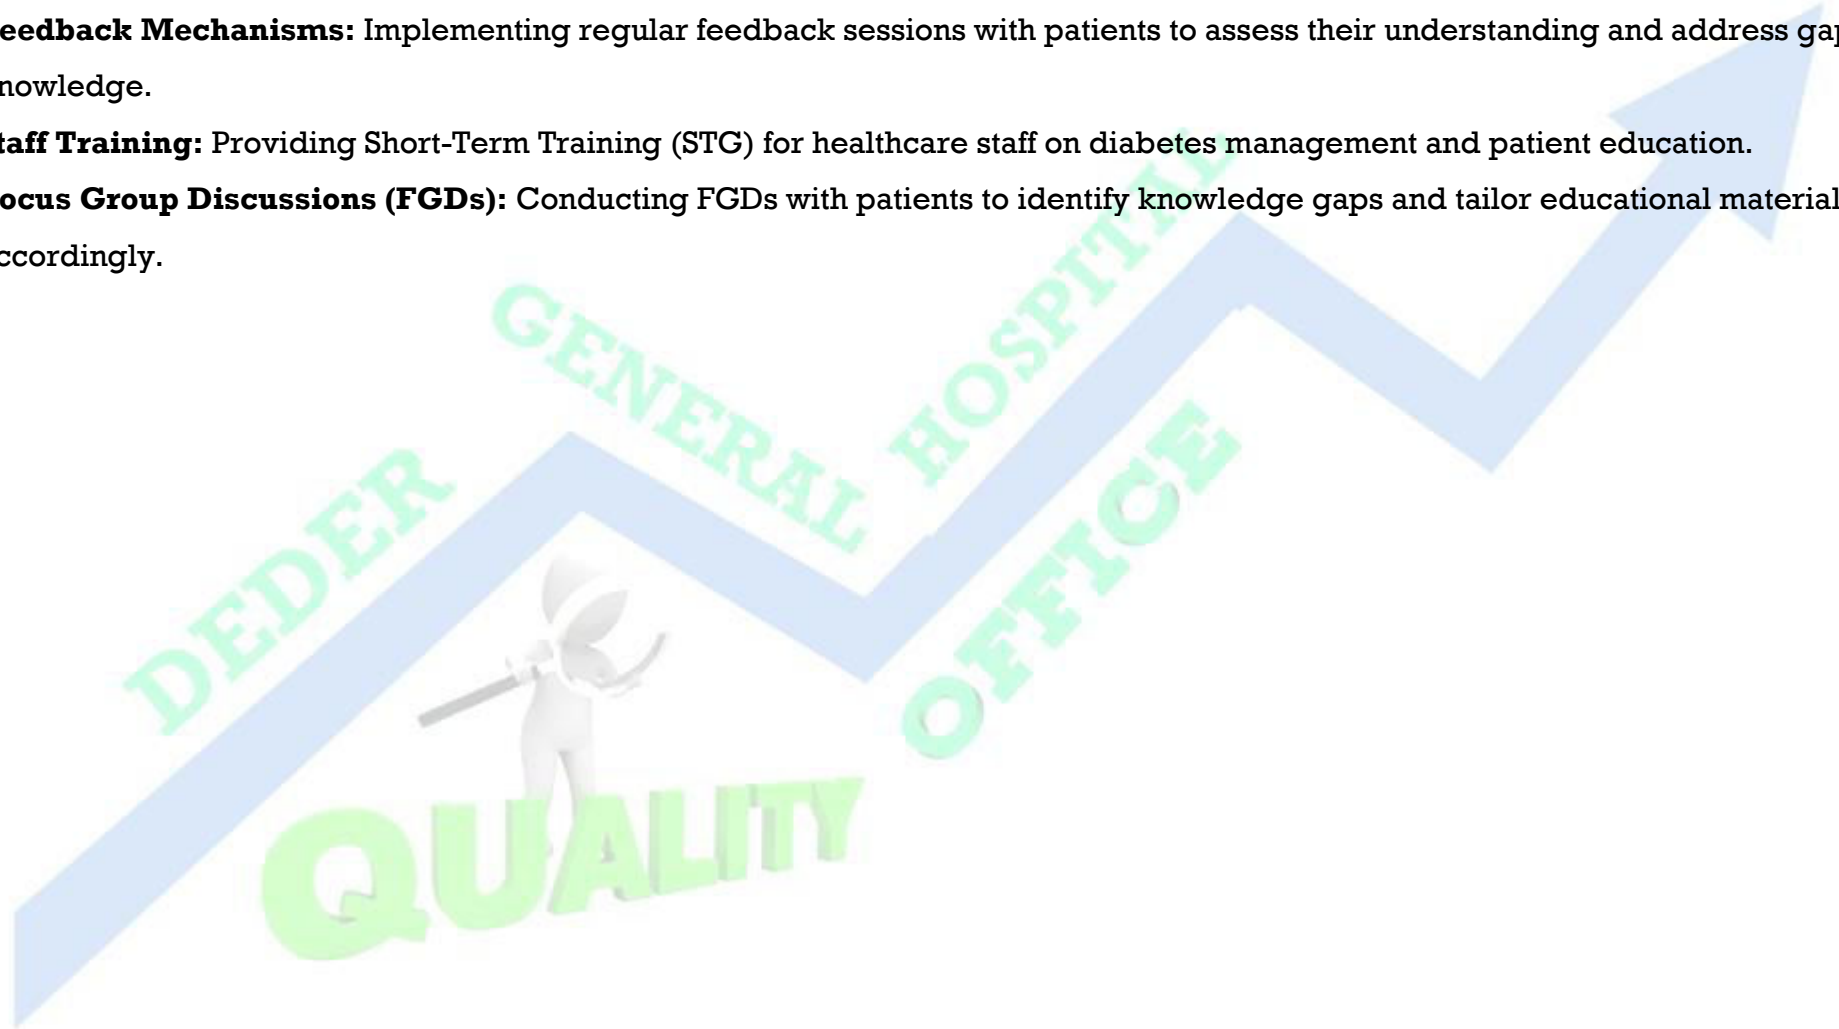 eedback Mechanisms: Implementing regular feedback sessions with patients to assess their understanding and address gap
nowledge.
taff Training: Providing Short-Term Training (STG) for healthcare staff on diabetes management and patient education.
ocus Group Discussions (FGDs): Conducting FGDs with patients to identify knowledge gaps and tailor educational material
ccordingly.
DEDER
GENERAL
HOSPITAL
QUALITY
OFFICE